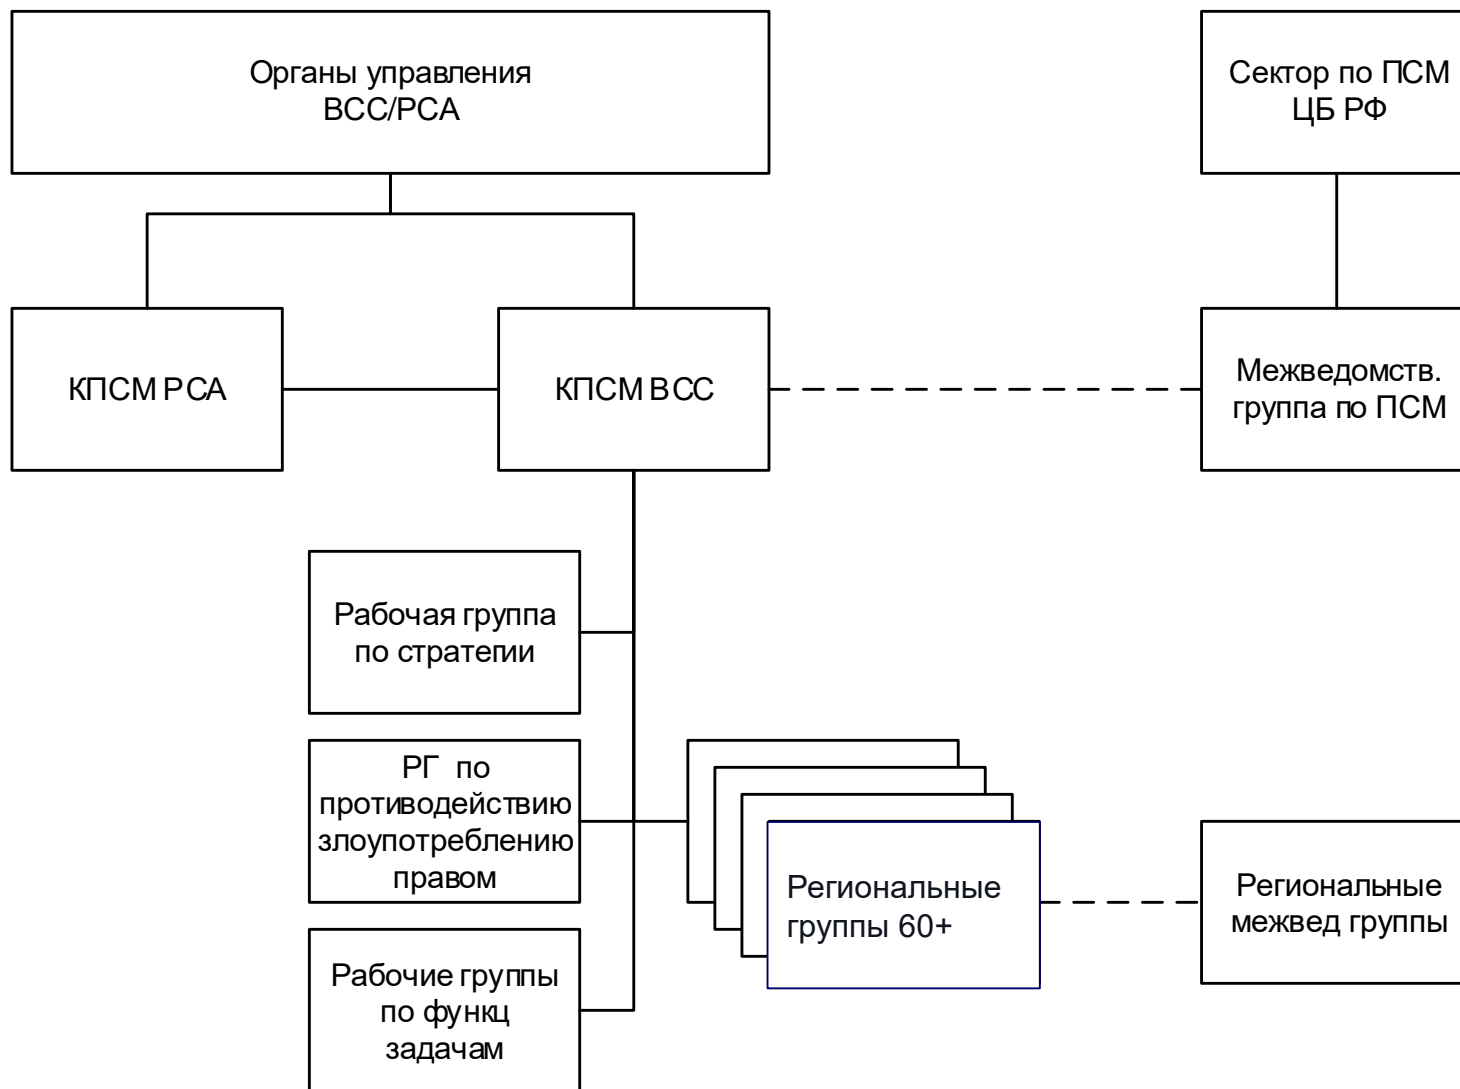 Органы управления
ВСС/РСА
Сектор по ПСМ
ЦБ РФ
КПСМ РСА
КПСМ ВСС
Межведомств.
группа по ПСМ
Рабочая группа
по стратегии
РГ по
противодействию
злоупотреблению
правом
Региональные
группы 60+
Региональные
межвед группы
Рабочие группы
по функц
задачам